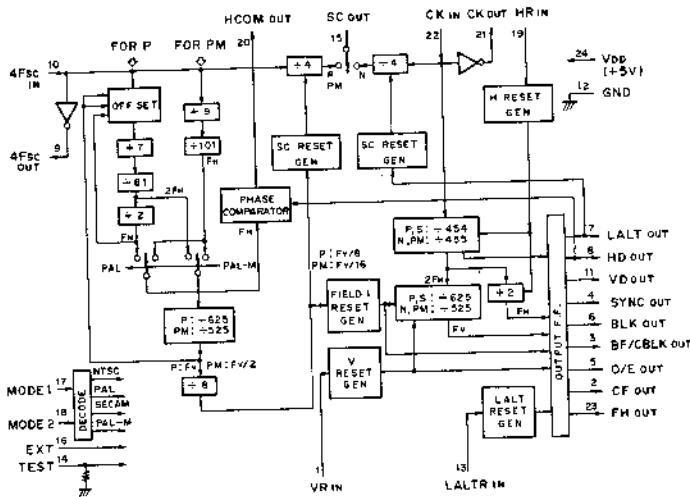 HCOM OUT
SC OUT
CK IN
CK OUT
HR IN
20
15
22
21
19
FOR P
FOR PM
10
4FSC IN
÷4
P
PM
N
÷4
24
VDD (+5V)
12
GND
OFFSET
÷9
H RESET GEN
9
4FSC OUT
÷7
÷101
FH
SC RESET GEN
SC RESET GEN
÷81
2FH
÷2
PHASE COMPARATOR
FH
FH
P,S: ÷454
N,PM: ÷455
7
LALT OUT
8
HD OUT
PAL
PAL-M
P: FV/8
PM: FV/16
2FH
÷2
FH
11
VD OUT
P: ÷625
PM: ÷525
FIELD 1 RESET GEN
P,S: ÷625
N,PM: ÷525
FV
4
SYNC OUT
6
BLK OUT
3
BF/CBLK OUT
OUTPUT F.F.
P: FV
PM: FV/2
V RESET GEN
5
O/E OUT
÷8
2
CF OUT
LALT RESET GEN
23
FH OUT
MODE 1
17
DECODE
NTSC
PAL
SECAM
PAL-M
MODE 2
18
EXT
16
TEST
14
1
VR IN
13
LALTR IN